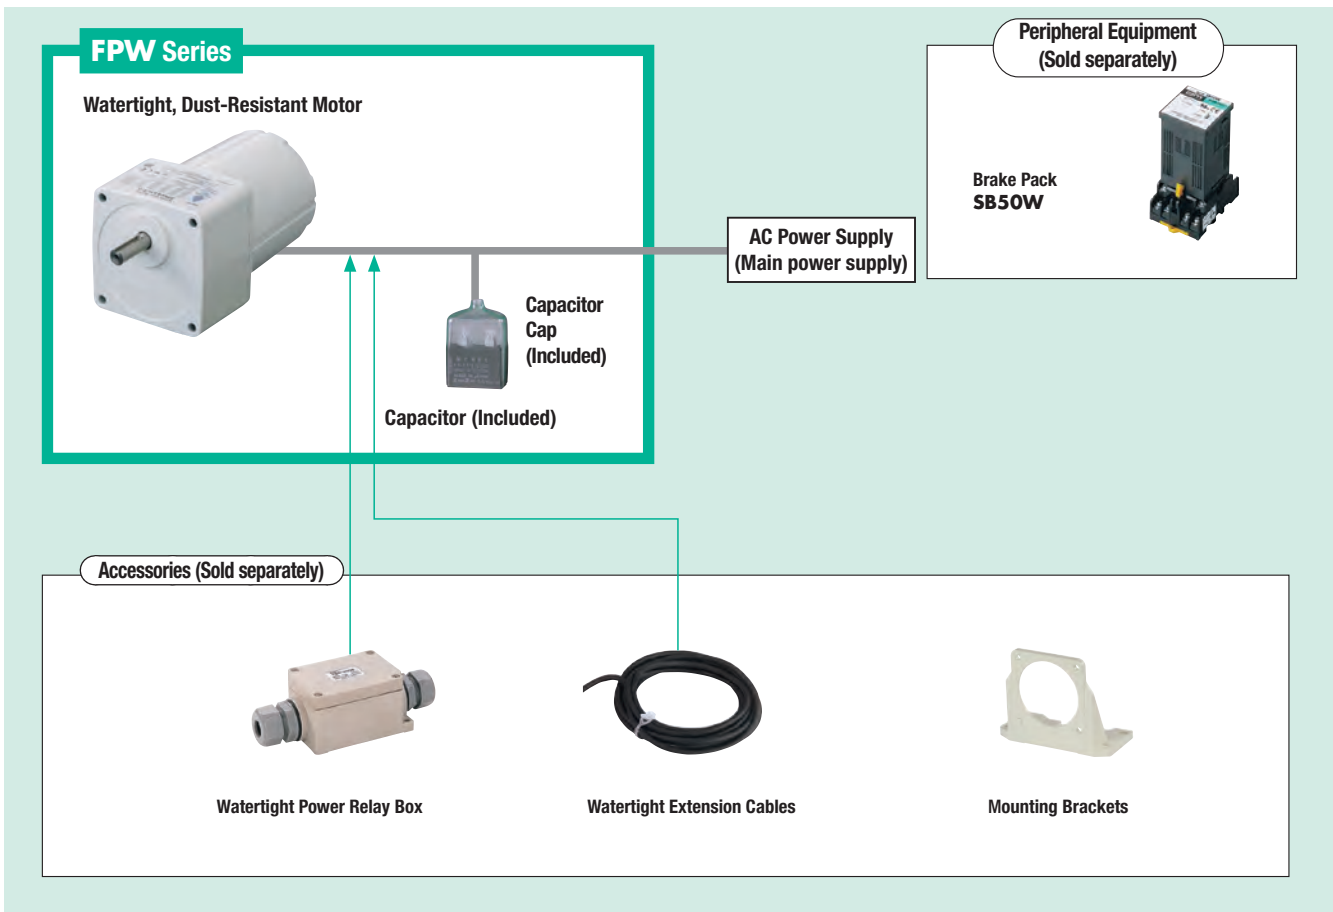 FPW Series
Watertight, Dust-Resistant Motor
Capacitor
Cap
(Included)
Capacitor (Included)
AC Power Supply
(Main power supply)
Peripheral Equipment
(Sold separately)
Brake Pack
SB50W
Accessories (Sold separately)
Watertight Power Relay Box
Watertight Extension Cables
Mounting Brackets